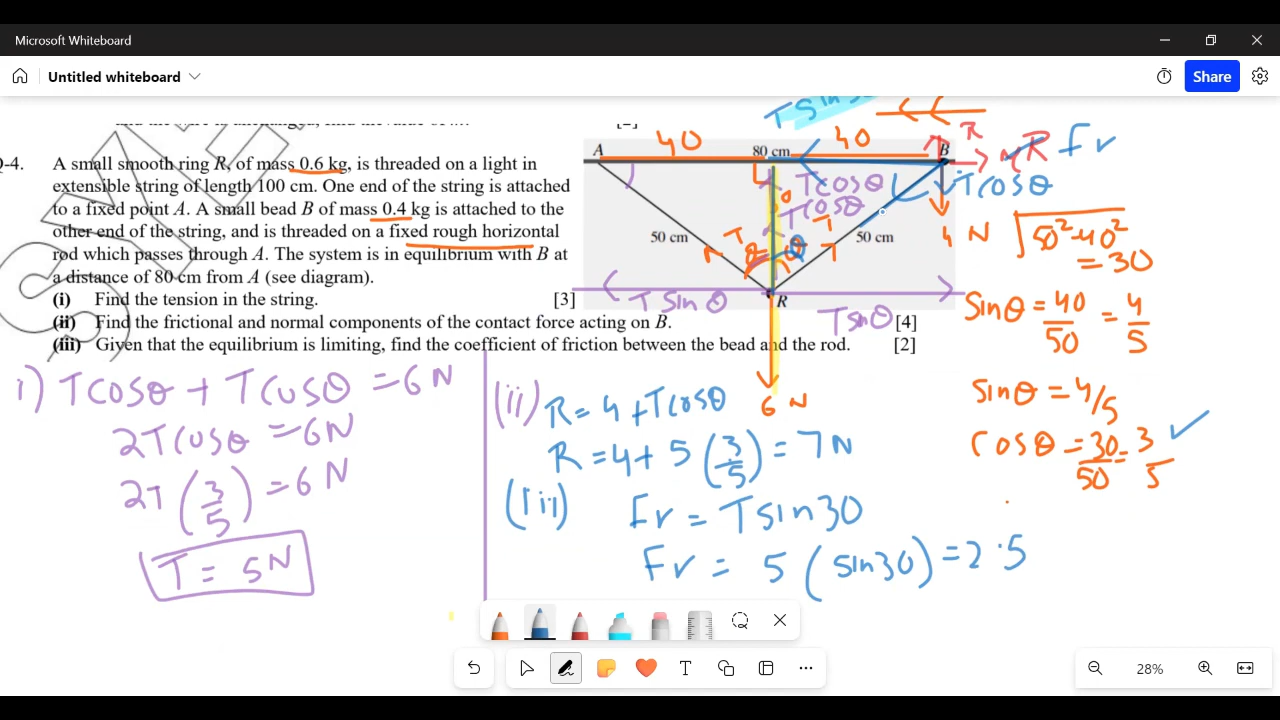 Microsoft Whiteboard
Untitled whiteboard
Share
[2]
Q-4. A small smooth ring R, of mass 0.6 kg, is threaded on a light in
extensible string of length 100 cm. One end of the string is attached
to a fixed point A. A small bead B of mass 0.4 kg is attached to the
other end of the string, and is threaded on a fixed rough horizontal
rod which passes through A. The system is in equilibrium with B at
a distance of 80 cm from A (see diagram).
(i) Find the tension in the string. [3]
(ii) Find the frictional and normal components of the contact force acting on B. [4]
(iii) Given that the equilibrium is limiting, find the coefficient of friction between the bead and the rod. [2]
40
40
A
80 cm
B
R
R
Fr
Tcosθ
Tcosθ
Tcosθ
50 cm
50 cm
T
T
T
θ
θ
4 N
R
T sin θ
Tsinθ
6 N
√50²-40²
= 30
sinθ = 40/50 = 4/5
sinθ = 4/5
cosθ = 30/50 = 3/5 ✓
i) Tcosθ + Tcosθ = 6N
2Tcosθ = 6N
2T (3/5) = 6 N
T = 5N
(ii) R = 4 + Tcosθ
R = 4 + 5 (3/5) = 7 N
(iii) Fr = Tsin30
Fr = 5 (sin30) = 2.5
28%